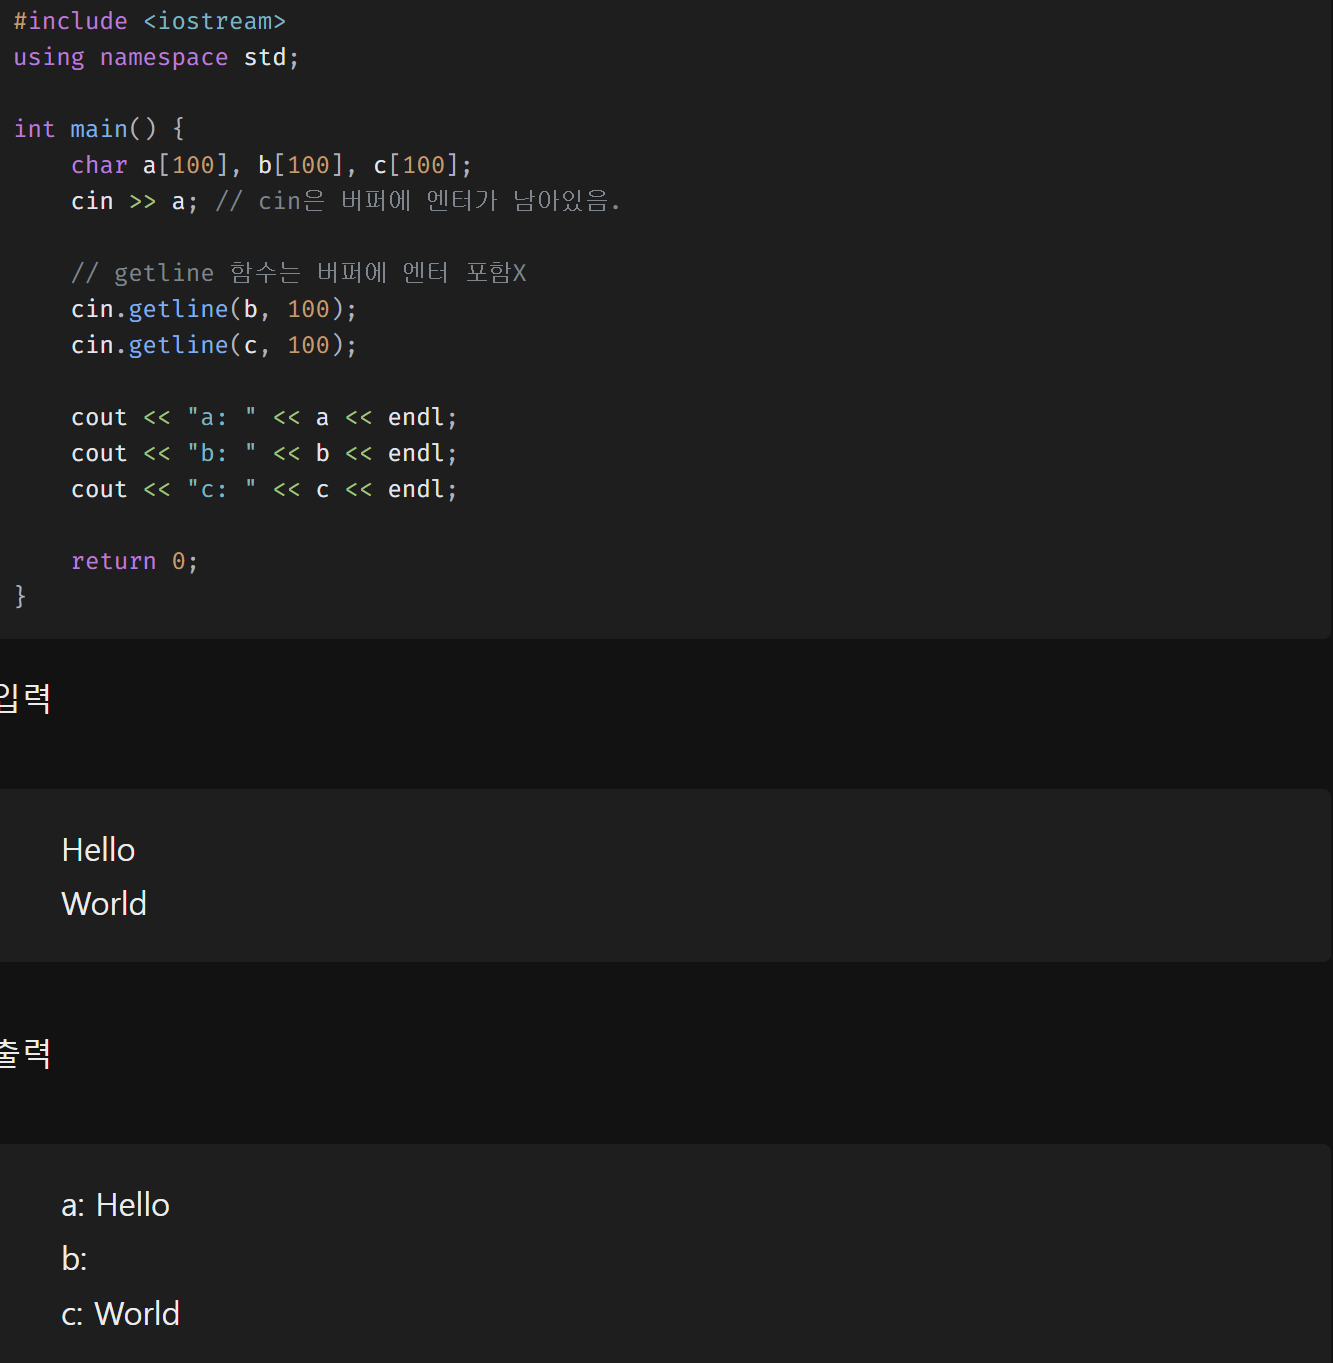 #include <iostream>
using namespace std;
int main() {
    char a[100], b[100], c[100];
    cin >> a; // cin은 버퍼에 엔터가 남아있음.
    // getline 함수는 버퍼에 엔터 포함X
    cin.getline(b, 100);
    cin.getline(c, 100);
    cout << "a: " << a << endl;
    cout << "b: " << b << endl;
    cout << "c: " << c << endl;
    return 0;
}
입력
Hello
World
출력
a: Hello
b:
c: World